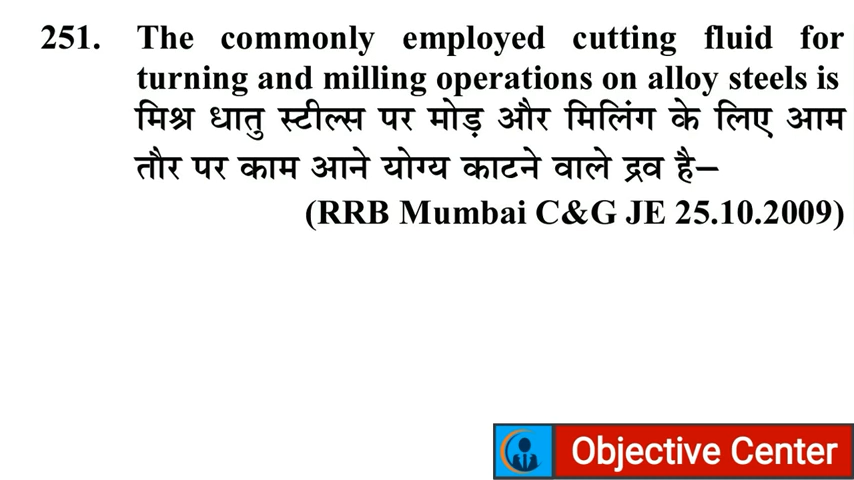 251. The commonly employed cutting fluid for
turning and milling operations on alloy steels is
मिश्र धातु स्टील्स पर मोड़ और मिलिंग के लिए आम
तौर पर काम आने योग्य काटने वाले द्रव है–
(RRB Mumbai C&G JE 25.10.2009)
Objective Center